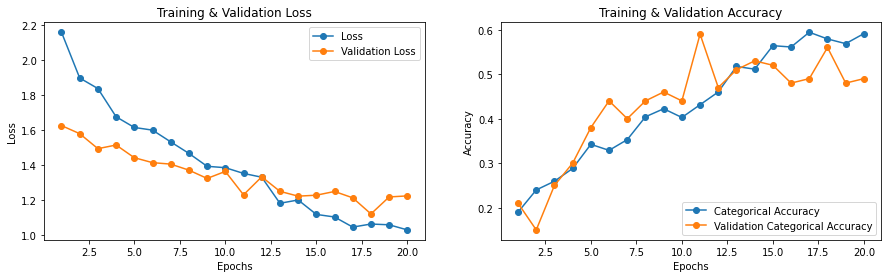 Training & Validation Loss
2.2
2.0
1.8
1.6
1.4
1.2
1.0
Loss
2.5
5.0
7.5
10.0
12.5
15.0
17.5
20.0
Epochs
Loss
Validation Loss
Training & Validation Accuracy
0.6
0.5
0.4
0.3
0.2
Accuracy
2.5
5.0
7.5
10.0
12.5
15.0
17.5
20.0
Epochs
Categorical Accuracy
Validation Categorical Accuracy